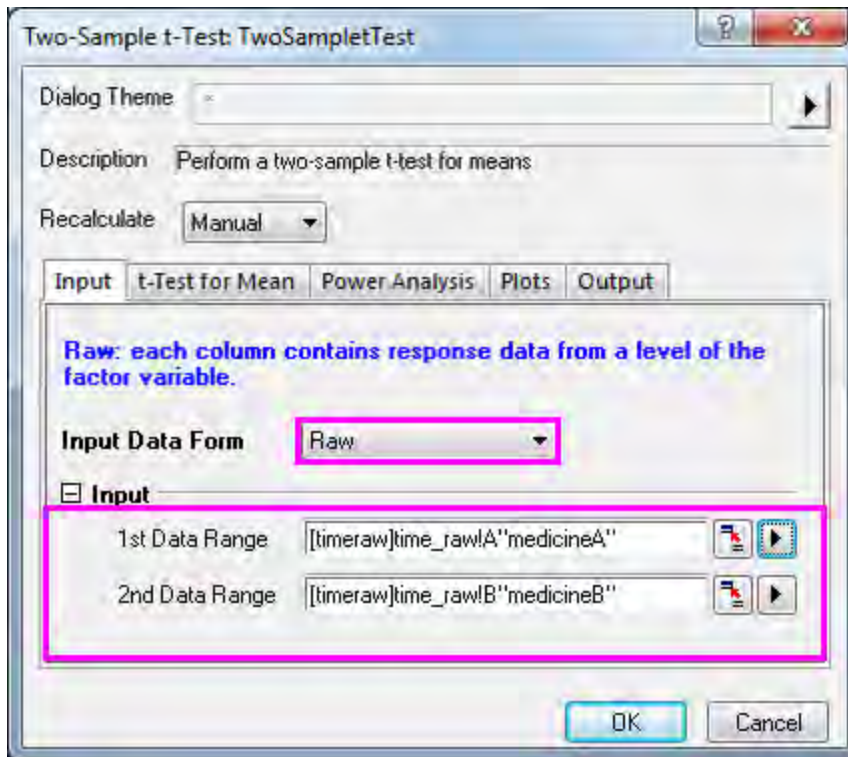 Two-Sample t-Test: TwoSampletTest
Dialog Theme *
Description Perform a two-sample t-test for means
Recalculate Manual
Input t-Test for Mean Power Analysis Plots Output
Raw: each column contains response data from a level of the
factor variable.
Input Data Form Raw
Input
1st Data Range [timeraw]time_raw!A"medicineA"
2nd Data Range [timeraw]time_raw!B"medicineB"
OK Cancel